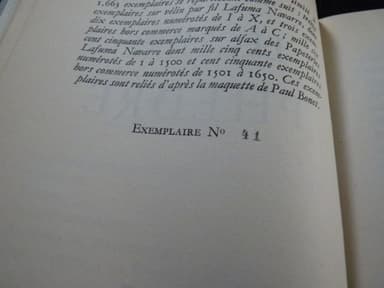 1.663 exemplaires se
exemplaires sur vélin pur fil Lafuma Navarre,
dix exemplaires numérotés de I à X, et trois exem-
plaires hors commerce marqués de A à C; mille six
cent cinquante exemplaires sur alfax des Papeteries
Lafuma Navarre dont mille cinq cents exemplaires
numérotés de 1 à 1500 et cent cinquante exemplaires
hors commerce numérotés de 1501 à 1650. Ces exem-
plaires sont reliés d'après la maquette de Paul Bonet.
EXEMPLAIRE No 41